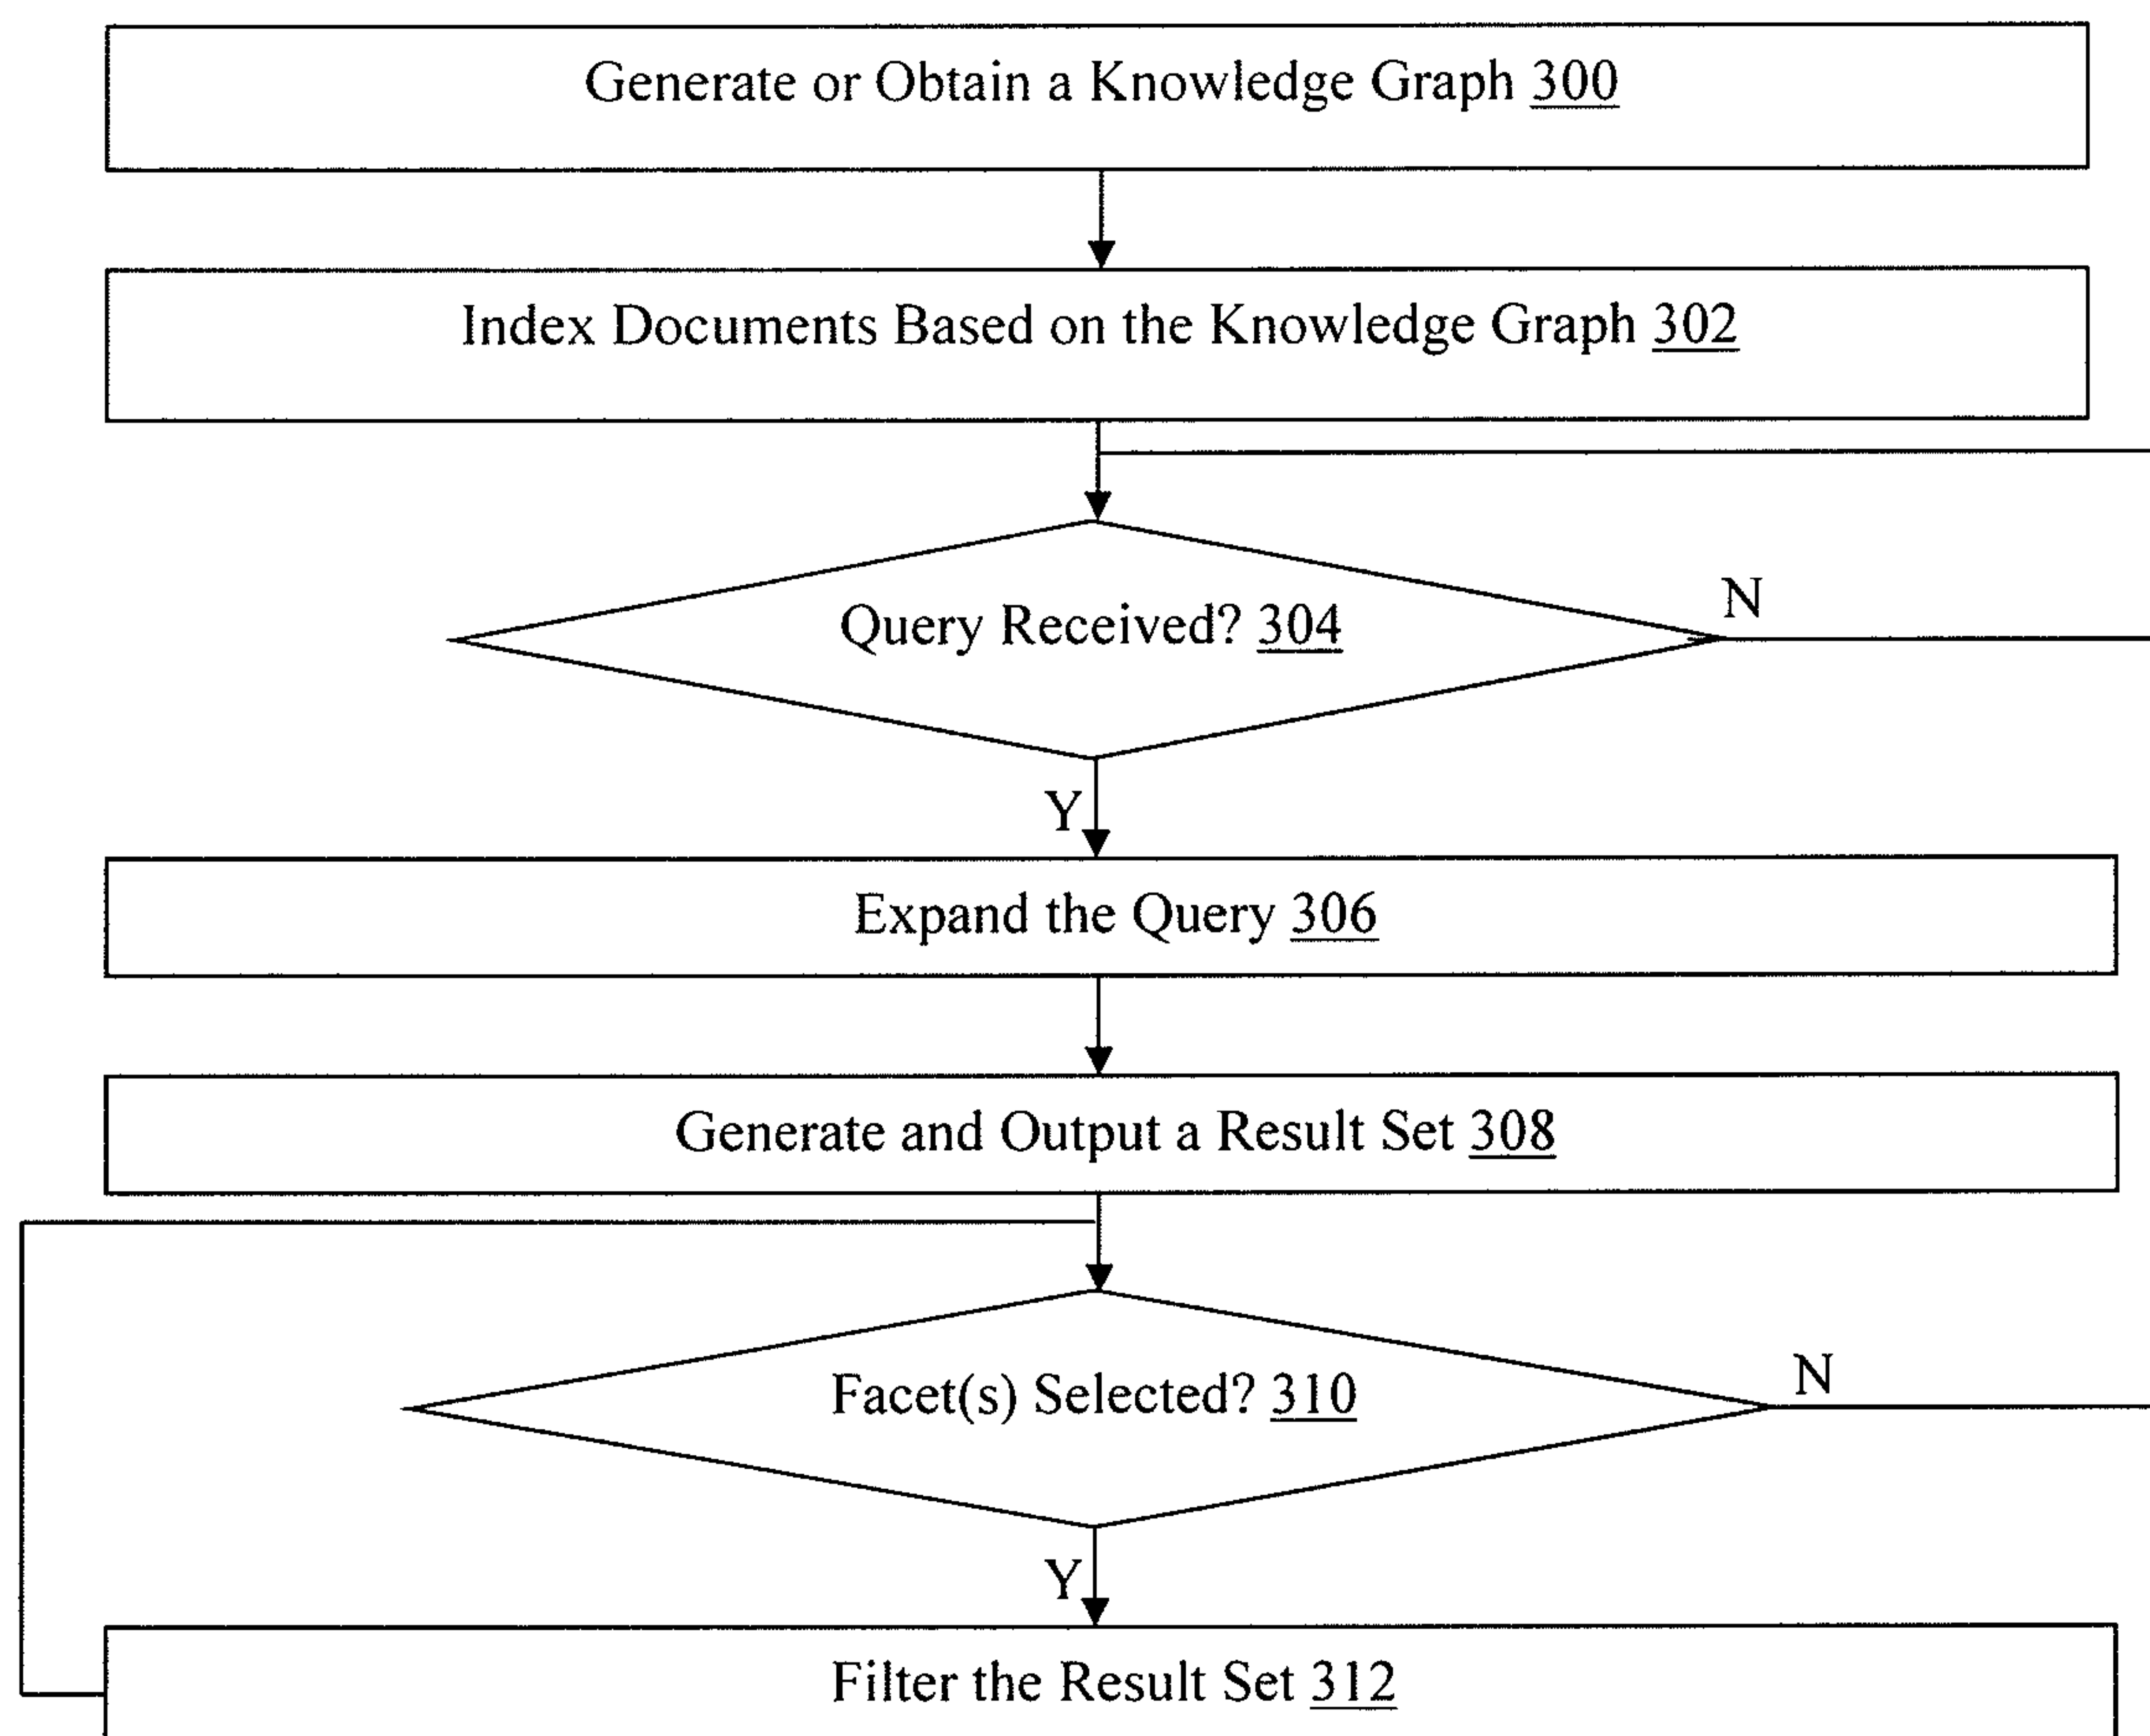 Generate or Obtain a Knowledge Graph 300
Index Documents Based on the Knowledge Graph 302
Query Received? 304
N
Y
Expand the Query 306
Generate and Output a Result Set 308
Facet(s) Selected? 310
N
Y
Filter the Result Set 312